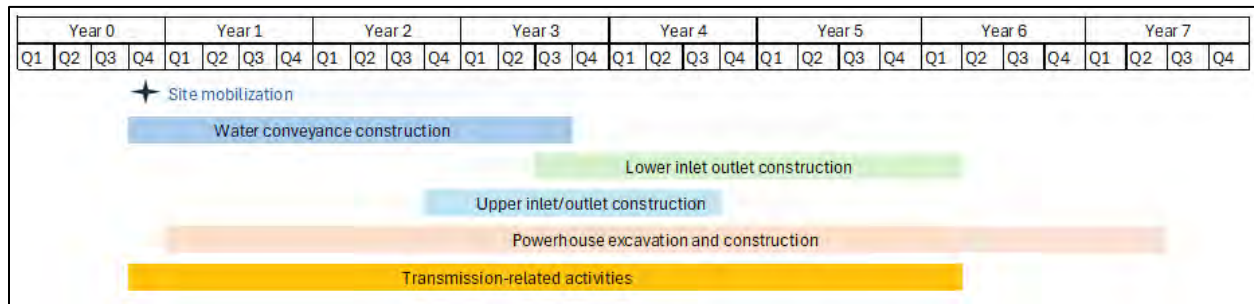 Year 0 Year 1 Year 2 Year 3 Year 4 Year 5 Year 6 Year 7
Q1 Q2 Q3 Q4 Q1 Q2 Q3 Q4 Q1 Q2 Q3 Q4 Q1 Q2 Q3 Q4 Q1 Q2 Q3 Q4 Q1 Q2 Q3 Q4 Q1 Q2 Q3 Q4 Q1 Q2 Q3 Q4
Site mobilization
Water conveyance construction
Lower inlet outlet construction
Upper inlet/outlet construction
Powerhouse excavation and construction
Transmission-related activities